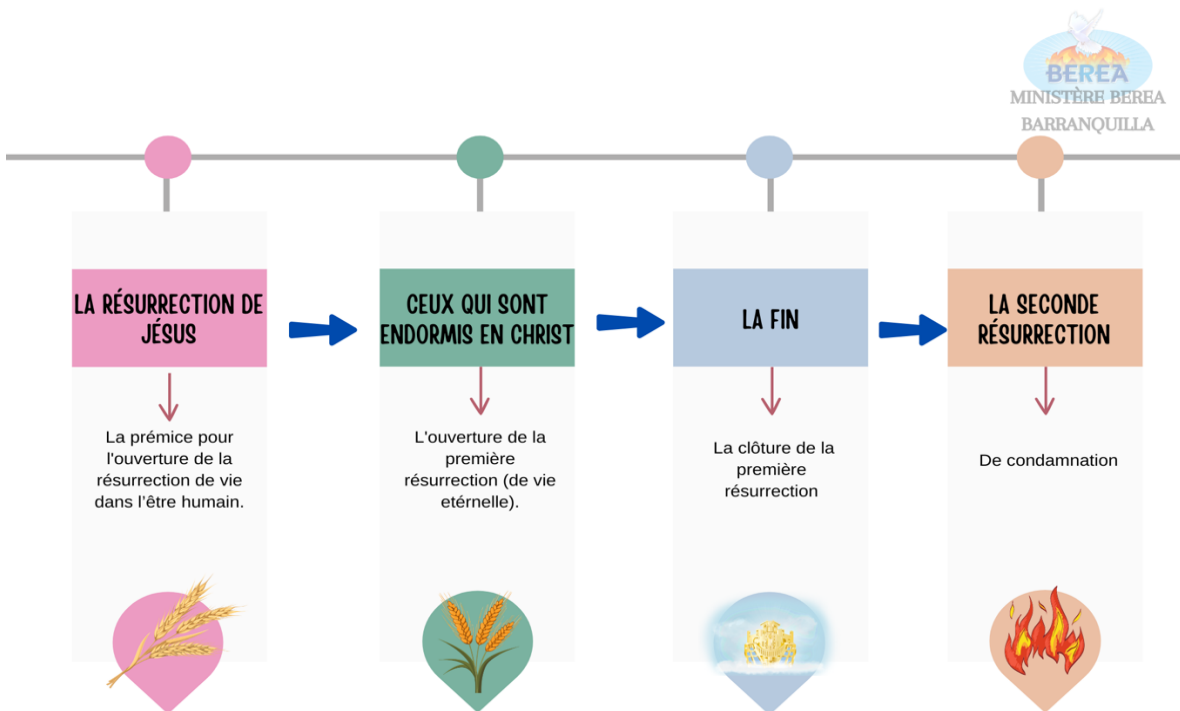 BEREA
MINISTÈRE BEREA
BARRANQUILLA
LA RÉSURRECTION DE
JÉSUS
La prémice pour
l'ouverture de la
résurrection de vie
dans l'être humain.
CEUX QUI SONT
ENDORMIS EN CHRIST
L'ouverture de la
première
résurrection (de vie
etérnelle).
LA FIN
La clôture de la
première
résurrection
LA SECONDE
RÉSURRECTION
De condamnation